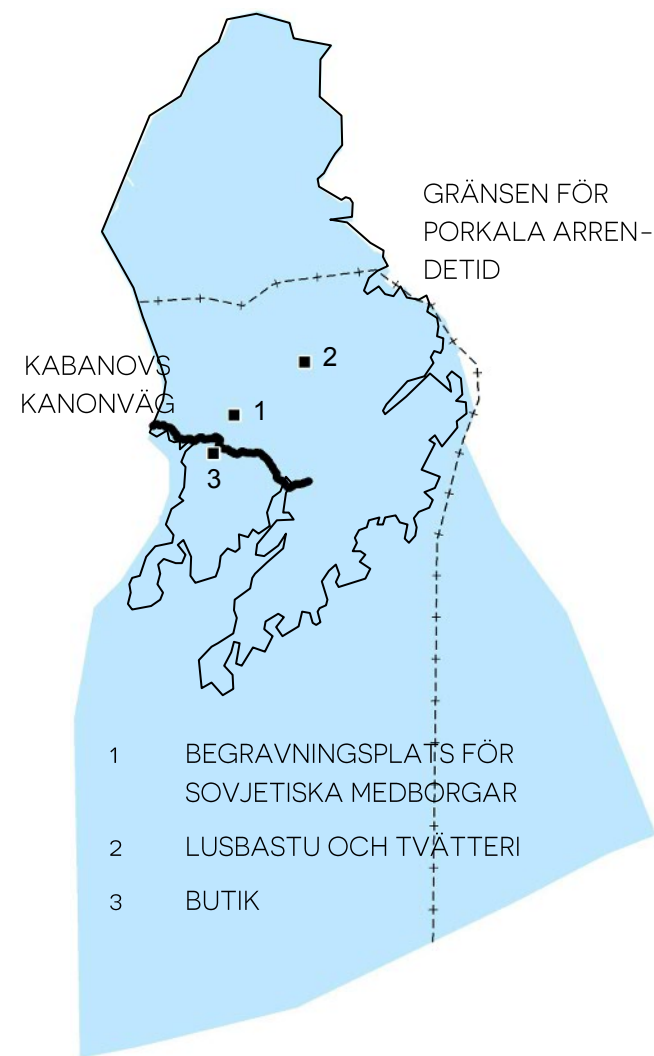 GRÄNSEN FÖR
PORKALA ARREN-
DETID
KABANOVS
KANONVÄG
2
1
3
1 BEGRAVNINGSPLATS FÖR
SOVJETISKA MEDBORGAR
2 LUSBASTU OCH TVÄTTERI
3 BUTIK